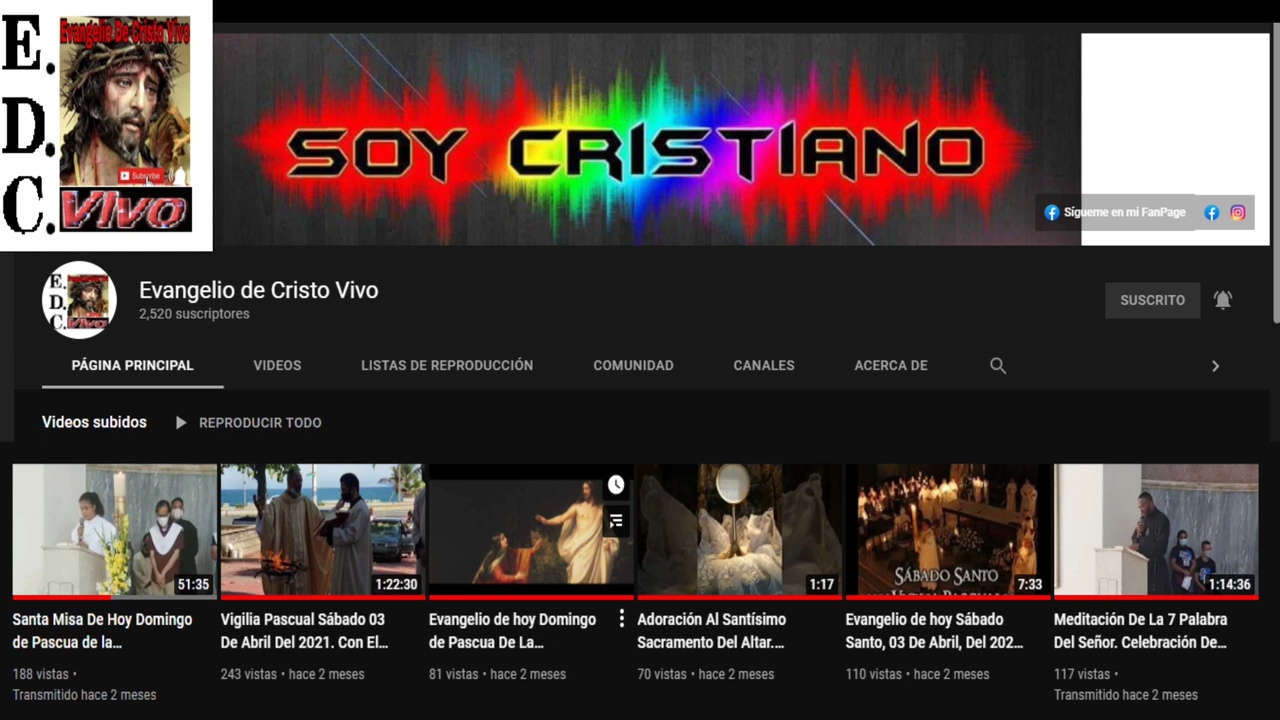 E.
D.
C.
Evangelio De Cristo Vivo
Subscribe
Vivo
SOY CRISTIANO
Sígueme en mi FanPage
E.
D.
C.
Vivo
Evangelio de Cristo Vivo
2,520 suscriptores
SUSCRITO
PÁGINA PRINCIPAL VIDEOS LISTAS DE REPRODUCCIÓN COMUNIDAD CANALES ACERCA DE
Videos subidos REPRODUCIR TODO
51:35
1:22:30
1:17
SÁBADO SANTO
7:33
1:14:36
Santa Misa De Hoy Domingo
de Pascua de la...
188 vistas •
Transmitido hace 2 meses
Vigilia Pascual Sábado 03
De Abril Del 2021. Con El...
243 vistas • hace 2 meses
Evangelio de hoy Domingo
de Pascua De La...
81 vistas • hace 2 meses
Adoración Al Santísimo
Sacramento Del Altar....
70 vistas • hace 2 meses
Evangelio de hoy Sábado
Santo, 03 De Abril, Del 202...
110 vistas • hace 2 meses
Meditación De La 7 Palabra
Del Señor. Celebración De...
117 vistas •
Transmitido hace 2 meses